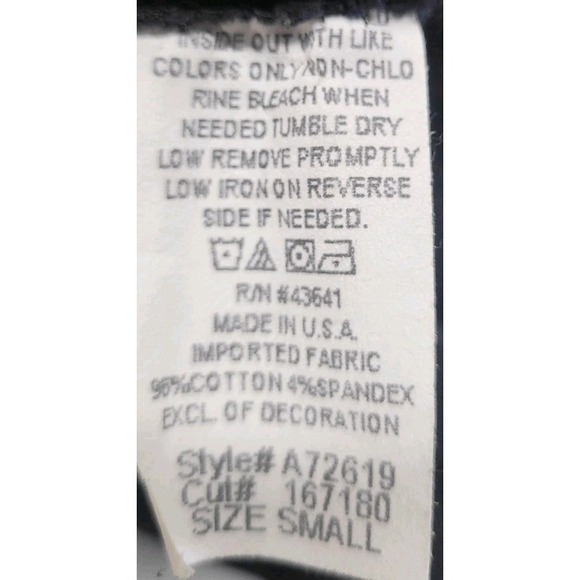 INSIDE OUT WITH LIKE
COLORS ONLY NON-CHLO
RINE BLEACH WHEN
NEEDED TUMBLE DRY
LOW REMOVE PROMPTLY
LOW IRON ON REVERSE
SIDE IF NEEDED.
R/N #43641
MADE IN U.S.A.
IMPORTED FABRIC
96%COTTON 4%SPANDEX
EXCL. OF DECORATION
Style# A72619
Cut# 167180
SIZE SMALL